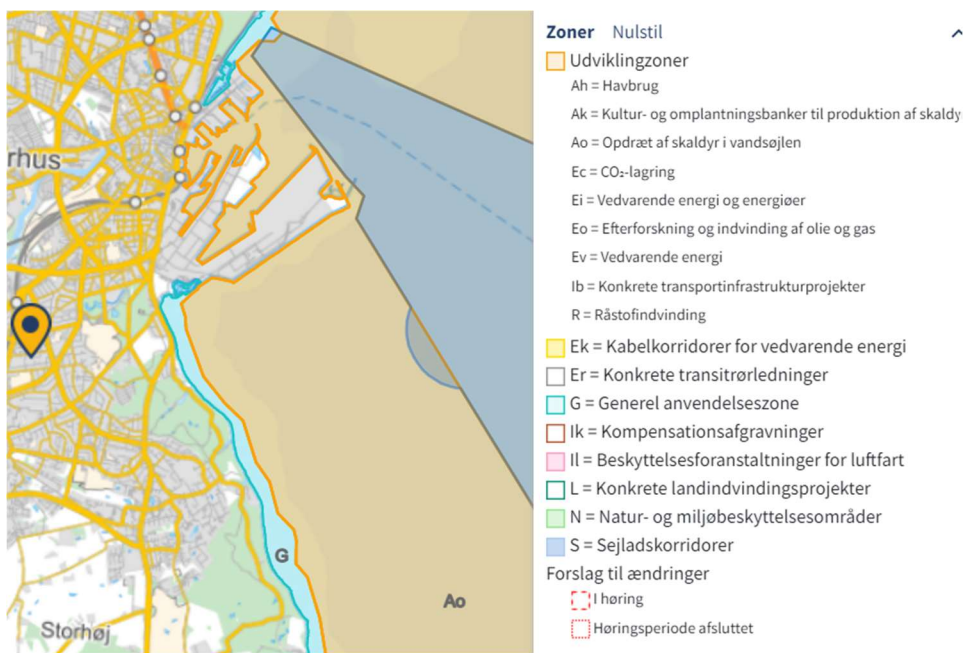 rhus
G
Ao
Storhøj
Zoner Nulstil
Udviklingzoner
Ah = Havbrug
Ak = Kultur- og omplantningsbanker til produktion af skaldy
Ao = Opdræt af skaldyr i vandsøjlen
Ec = CO₂-lagring
Ei = Vedvarende energi og energiøer
Eo = Efterforskning og indvinding af olie og gas
Ev = Vedvarende energi
Ib = Konkrete transportinfrastrukturprojekter
R = Råstofindvinding
Ek = Kabelkorridorer for vedvarende energi
Er = Konkrete transitrørledninger
G = Generel anvendelseszone
Ik = Kompensationsafgravninger
Il = Beskyttelsesforanstaltninger for luftfart
L = Konkrete landindvindingsprojekter
N = Natur- og miljøbeskyttelsesområder
S = Sejladskorridorer
Forslag til ændringer
I høring
Høringsperiode afsluttet